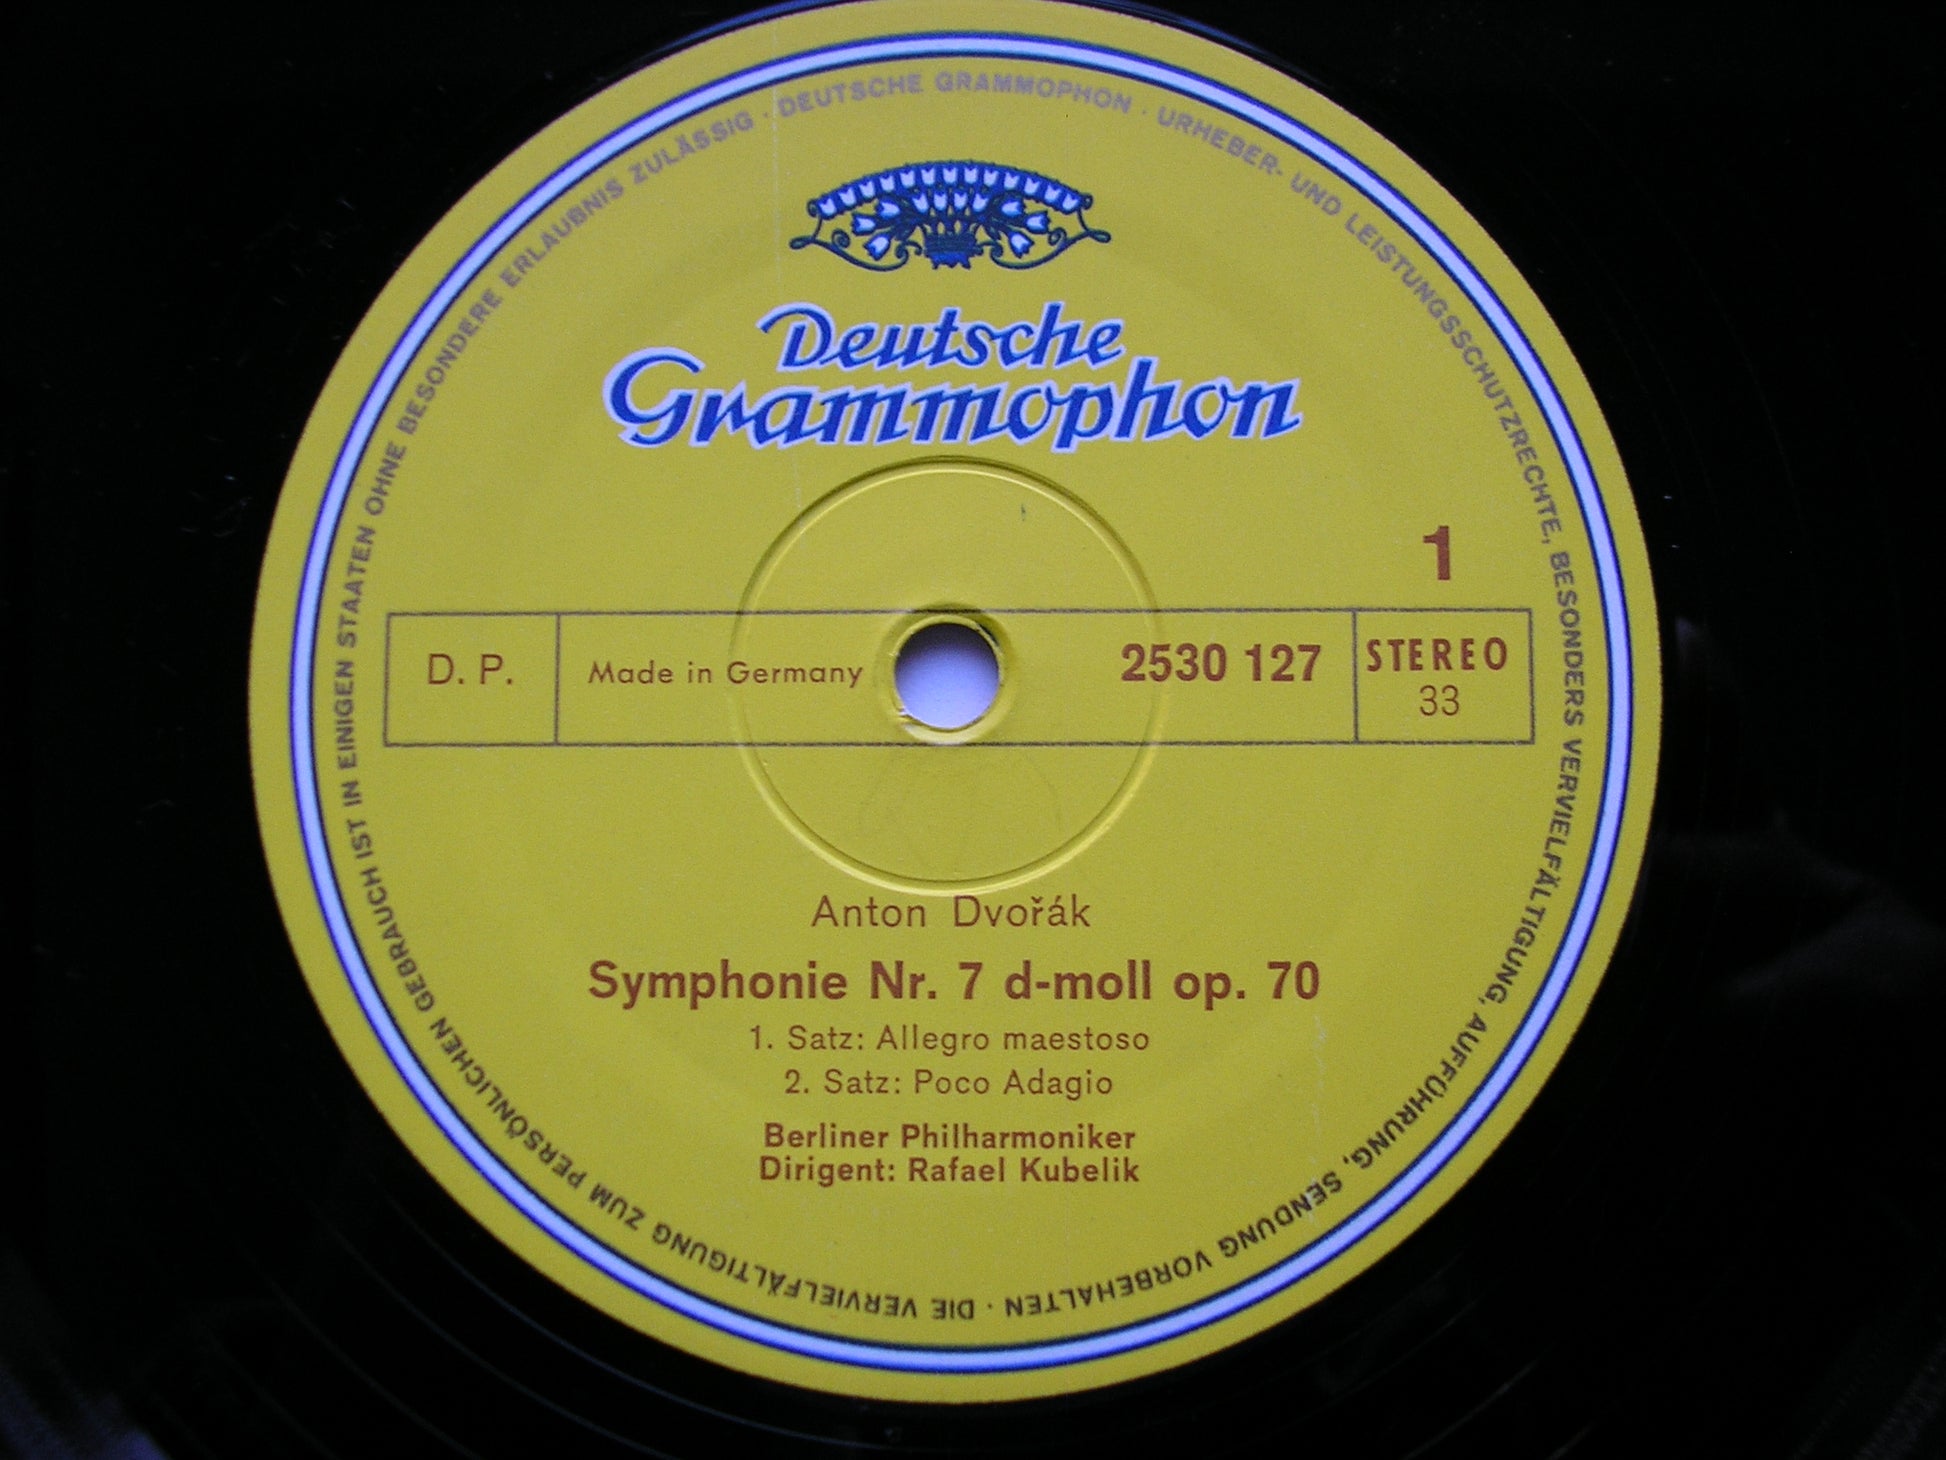 DEUTSCHE GRAMMOPHON · URHEBER- UND LEISTUNGSSCHUTZRECHTE, BESONDERS VERVIELFÄLTIGUNG, AUFFÜHRUNG, SENDUNG VORBEHALTEN · DIE VERVIELFÄLTIGUNG ZUM PERSÖNLICHEN GEBRAUCH IST IN EINIGEN STAATEN OHNE BESONDERE ERLAUBNIS ZULÄSSIG ·
Deutsche
Grammophon
1
D. P.
Made in Germany
2530 127
STEREO
33
Anton Dvořák
Symphonie Nr. 7 d-moll op. 70
1. Satz: Allegro maestoso
2. Satz: Poco Adagio
Berliner Philharmoniker
Dirigent: Rafael Kubelik